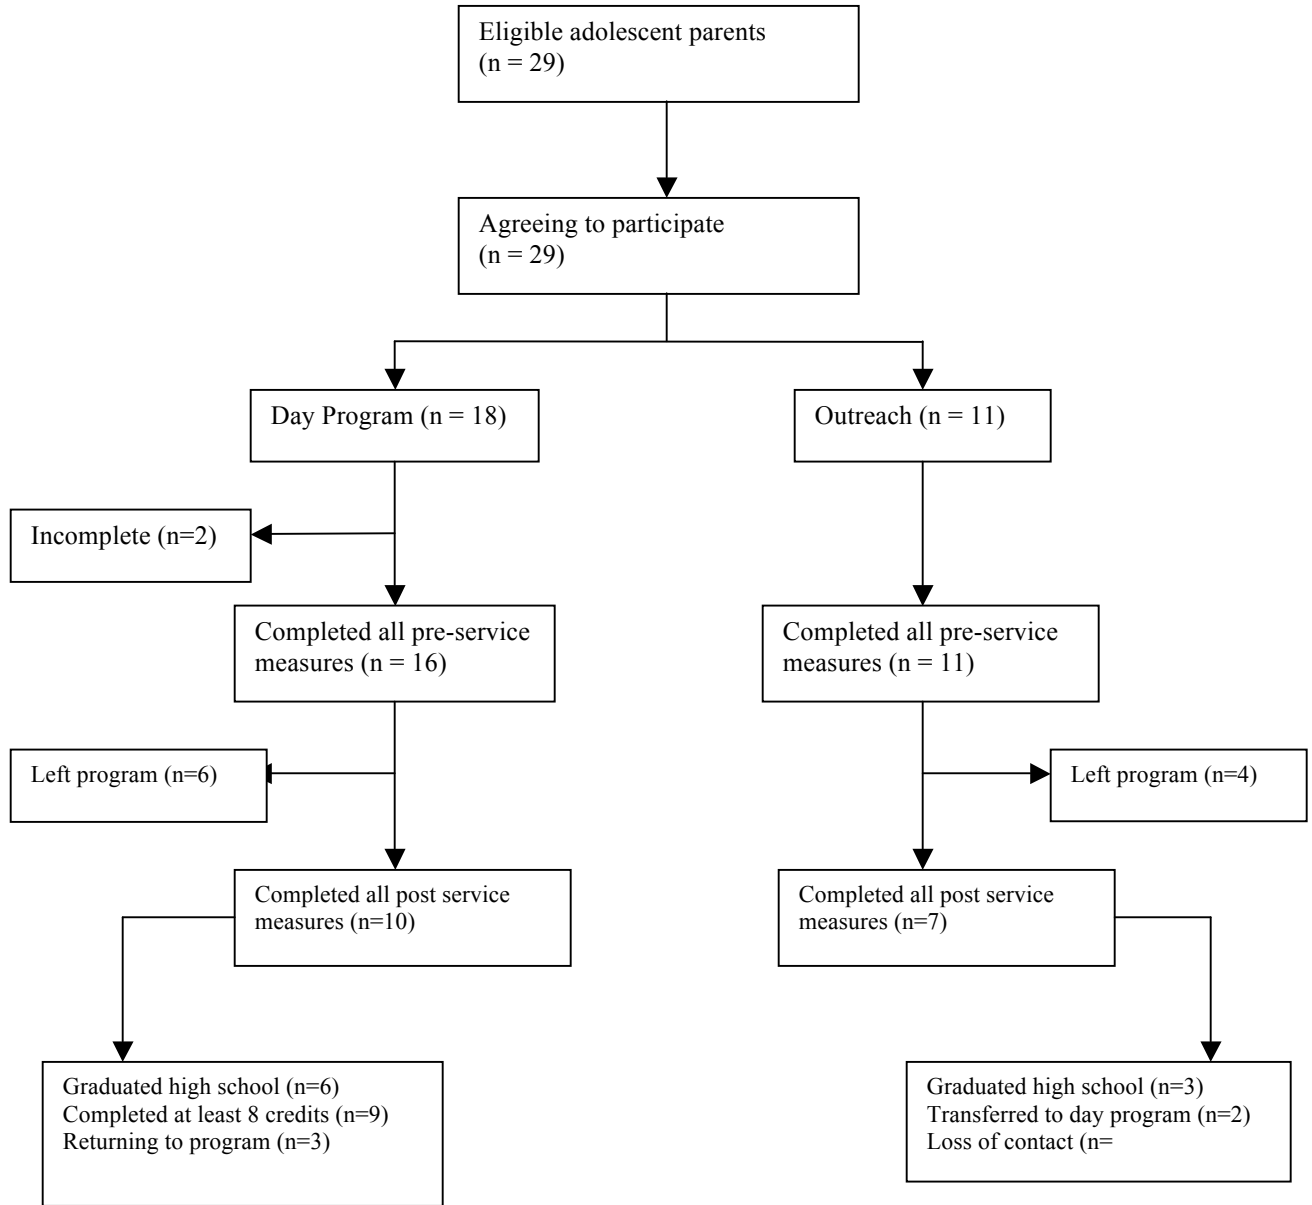 Eligible adolescent parents
(n = 29)
Agreeing to participate
(n = 29)
Day Program (n = 18)
Outreach (n = 11)
Incomplete (n=2)
Completed all pre-service
measures (n = 16)
Completed all pre-service
measures (n = 11)
Left program (n=6)
Left program (n=4)
Completed all post service
measures (n=10)
Completed all post service
measures (n=7)
Graduated high school (n=6)
Completed at least 8 credits (n=9)
Returning to program (n=3)
Graduated high school (n=3)
Transferred to day program (n=2)
Loss of contact (n=